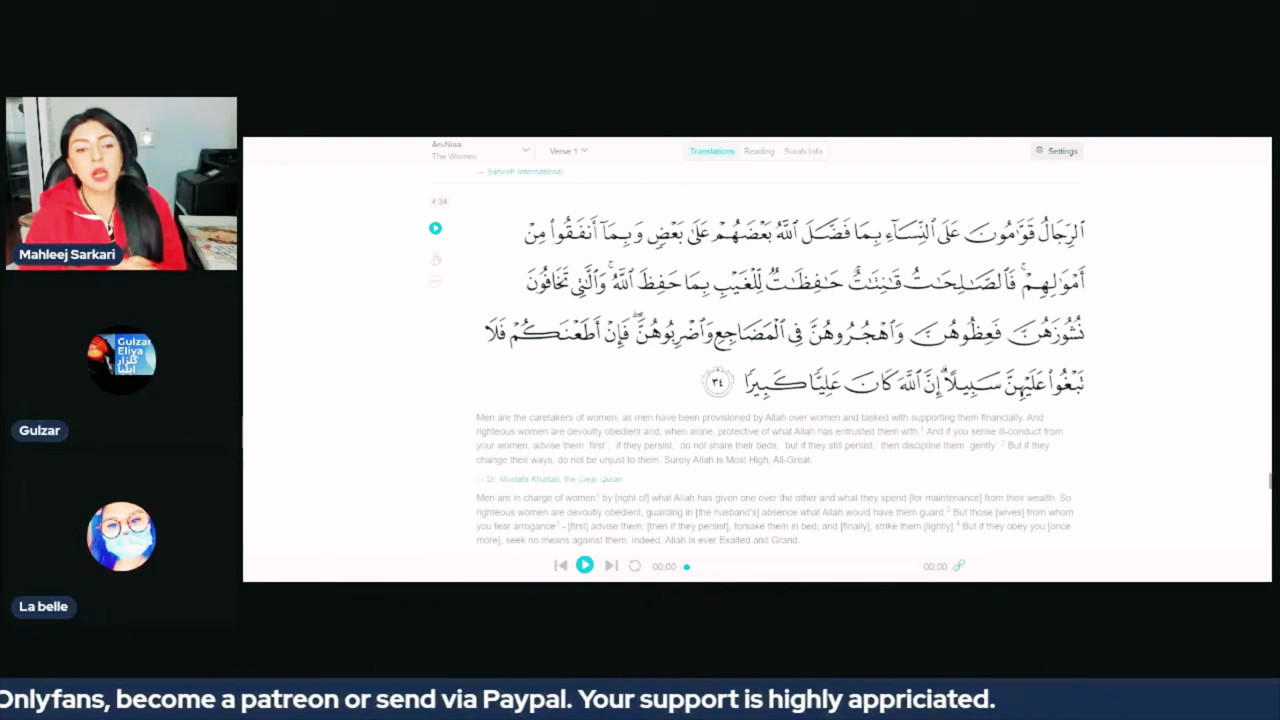 An-Nisa
The Women
Verse 1
Translations Reading Surah Info
Settings
— Saheeh International
4:34
ٱلرِّجَالُ قَوَّٰمُونَ عَلَى ٱلنِّسَآءِ بِمَا فَضَّلَ ٱللَّهُ بَعْضَهُمْ عَلَىٰ بَعْضٍ وَبِمَآ أَنفَقُوا۟ مِنْ
أَمْوَٰلِهِمْ ۚ فَٱلصَّـٰلِحَـٰتُ قَـٰنِتَـٰتٌ حَـٰفِظَـٰتٌ لِّلْغَيْبِ بِمَا حَفِظَ ٱللَّهُ ۚ وَٱلَّـٰتِى تَخَافُونَ
نُشُوزَهُنَّ فَعِظُوهُنَّ وَٱهْجُرُوهُنَّ فِى ٱلْمَضَاجِعِ وَٱضْرِبُوهُنَّ ۖ فَإِنْ أَطَعْنَكُمْ فَلَا
تَبْغُوا۟ عَلَيْهِنَّ سَبِيلًا ۗ إِنَّ ٱللَّهَ كَانَ عَلِيًّا كَبِيرًا ٣٤
Men are the caretakers of women, as men have been provisioned by Allah over women and tasked with supporting them financially. And
righteous women are devoutly obedient and, when alone, protective of what Allah has entrusted them with.1 And if you sense ill-conduct from
your women, advise them ˹first˺, ˹if they persist,˺ do not share their beds, ˹but if they still persist,˺ then discipline them ˹gently˺.2 But if they
change their ways, do not be unjust to them. Surely Allah is Most High, All-Great.
— Dr. Mustafa Khattab, the Clear Quran
Men are in charge of women1 by [right of] what Allah has given one over the other and what they spend [for maintenance] from their wealth. So
righteous women are devoutly obedient, guarding in [the husband's] absence what Allah would have them guard.2 But those [wives] from whom
you fear arrogance3 - [first] advise them; [then if they persist], forsake them in bed; and [finally], strike them [lightly].4 But if they obey you [once
more], seek no means against them. Indeed, Allah is ever Exalted and Grand.
00:00 00:00
Mahleej Sarkari
Gulzar
Eliya
گلزار
ایلیا
Gulzar
La belle
Onlyfans, become a patreon or send via Paypal. Your support is highly appriciated.